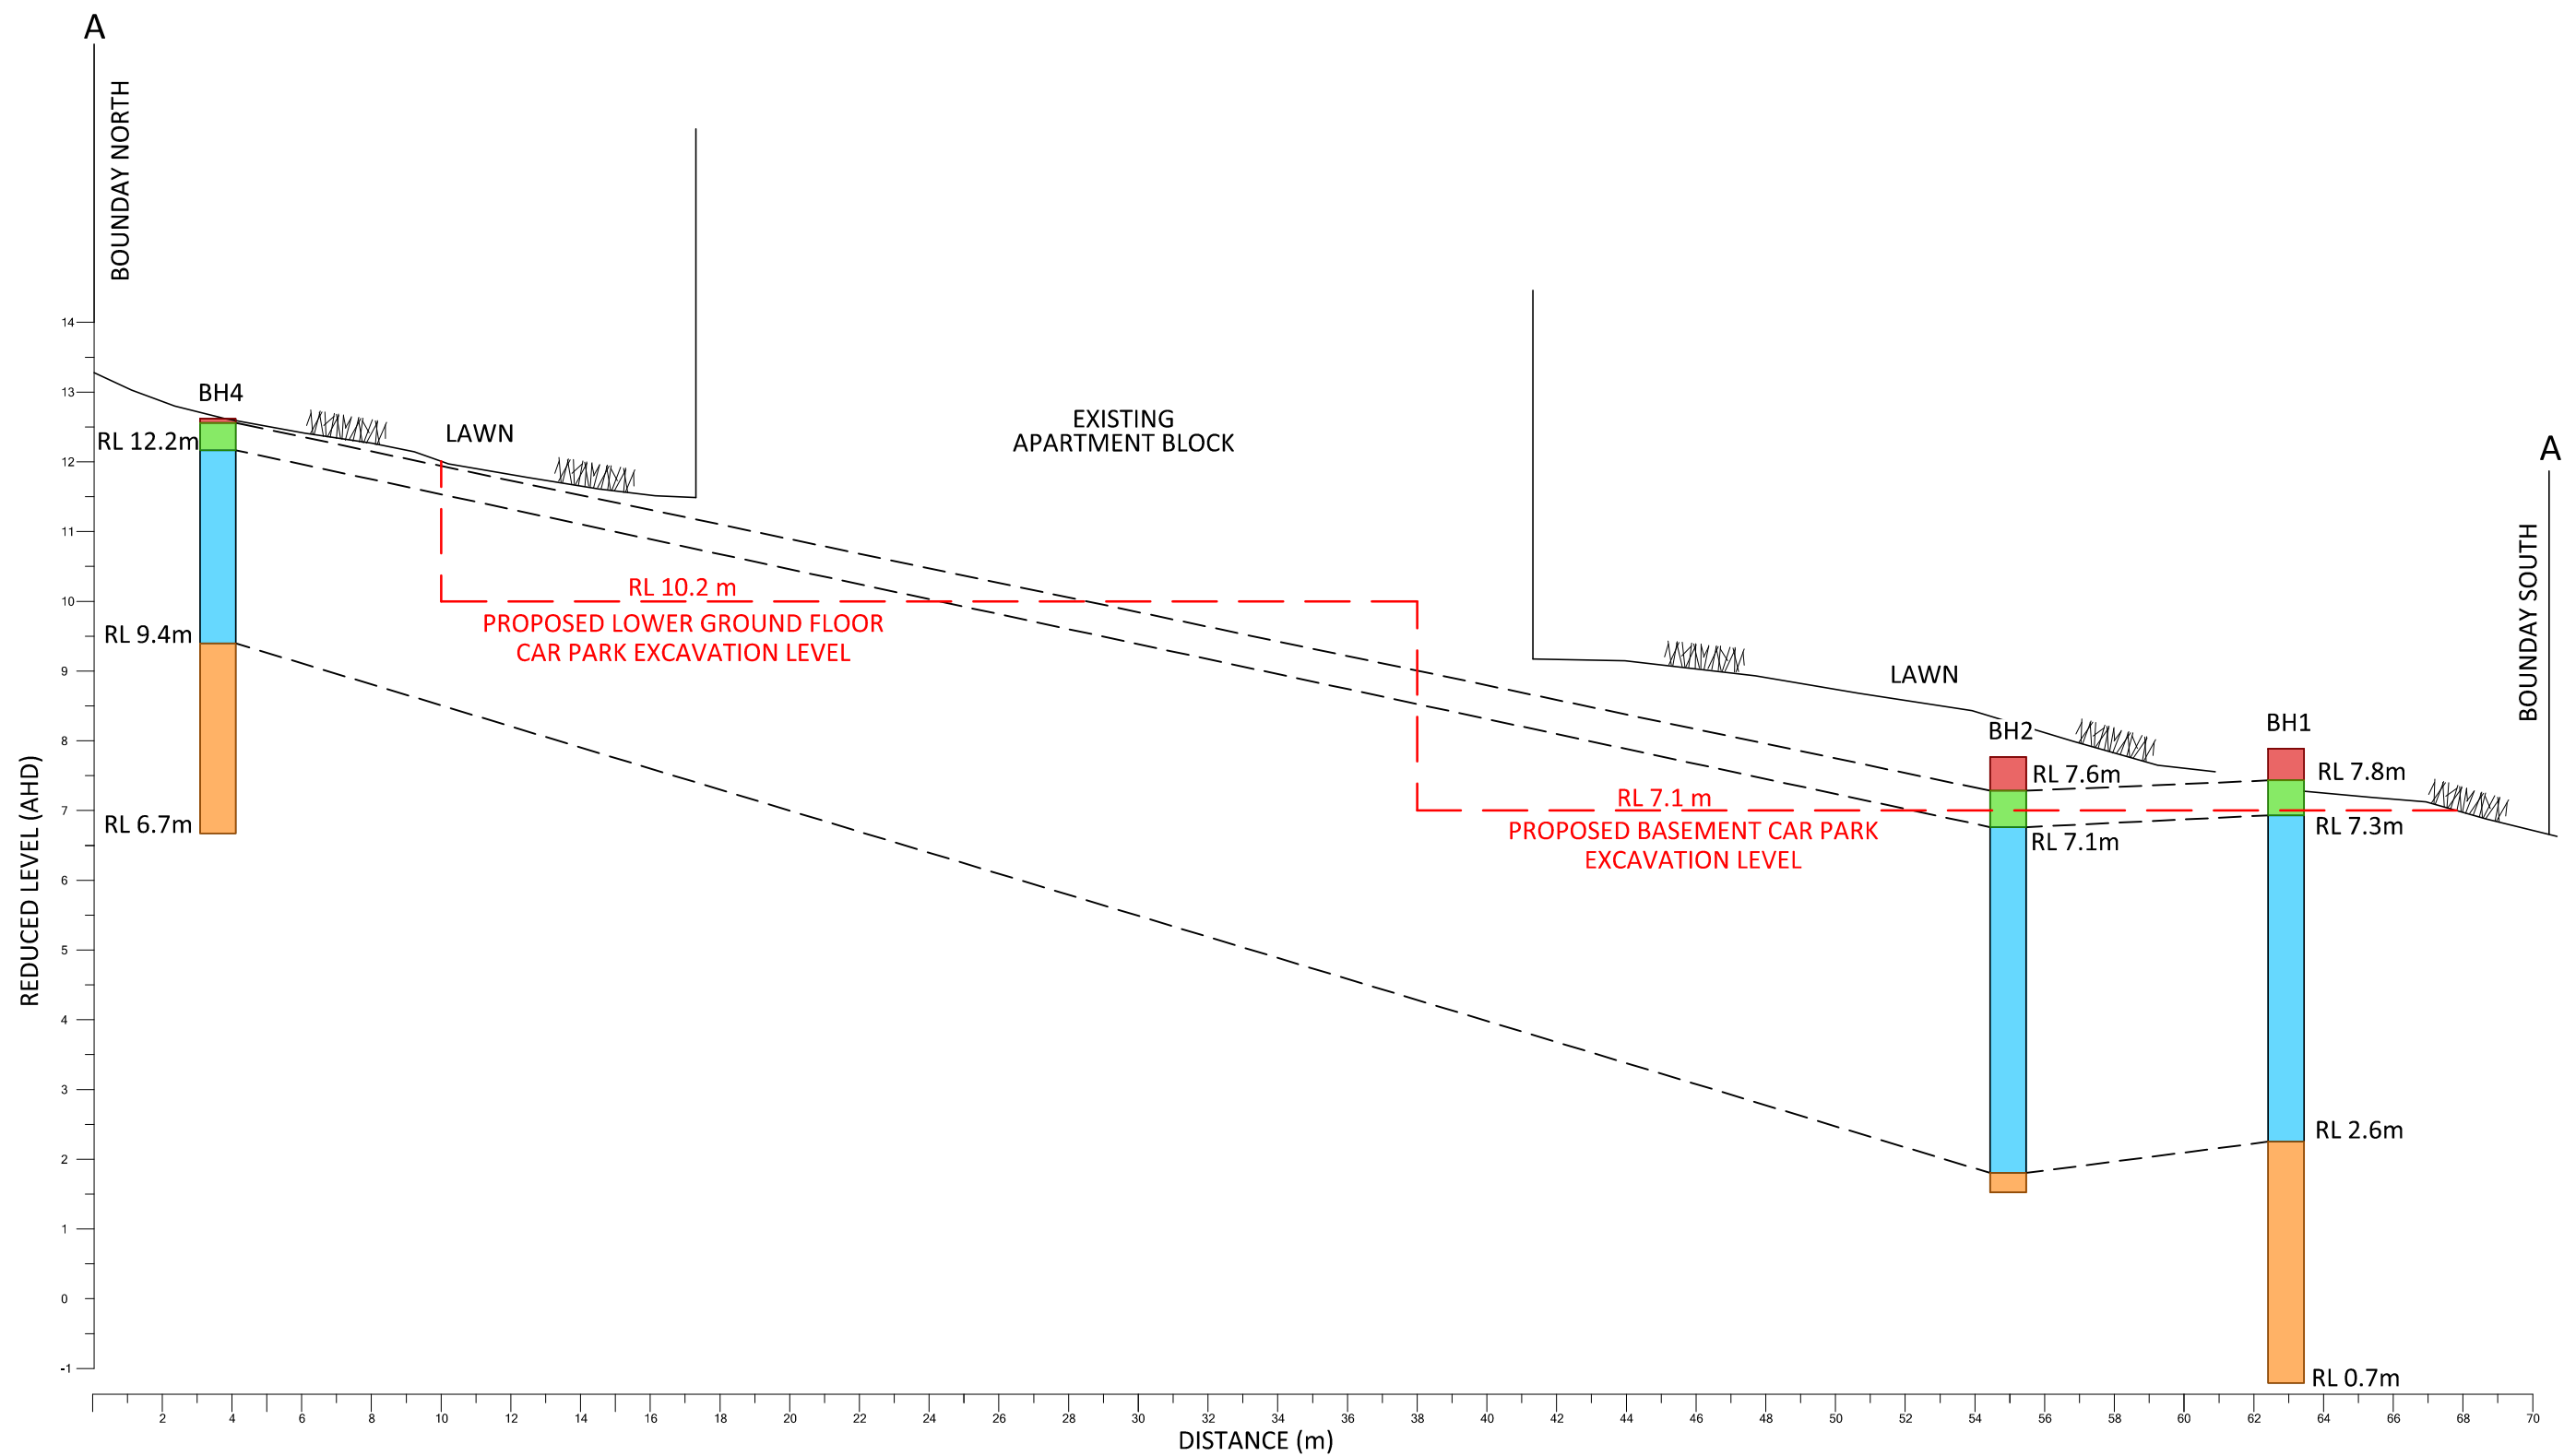 A
BOUNDAY NORTH
14
13
12
11
10
9
8
7
6
5
4
3
2
1
0
-1
REDUCED LEVEL (AHD)
BH4
RL 12.2m
RL 9.4m
RL 6.7m
LAWN
EXISTING
APARTMENT BLOCK
RL 10.2 m
PROPOSED LOWER GROUND FLOOR
CAR PARK EXCAVATION LEVEL
LAWN
BH2
RL 7.6m
RL 7.1m
RL 7.1 m
PROPOSED BASEMENT CAR PARK
EXCAVATION LEVEL
BH1
RL 7.8m
RL 7.3m
RL 2.6m
RL 0.7m
A
BOUNDAY SOUTH
2 4 6 8 10 12 14 16 18 20 22 24 26 28 30 32 34 36 38 40 42 44 46 48 50 52 54 56 58 60 62 64 66 68 70
DISTANCE (m)